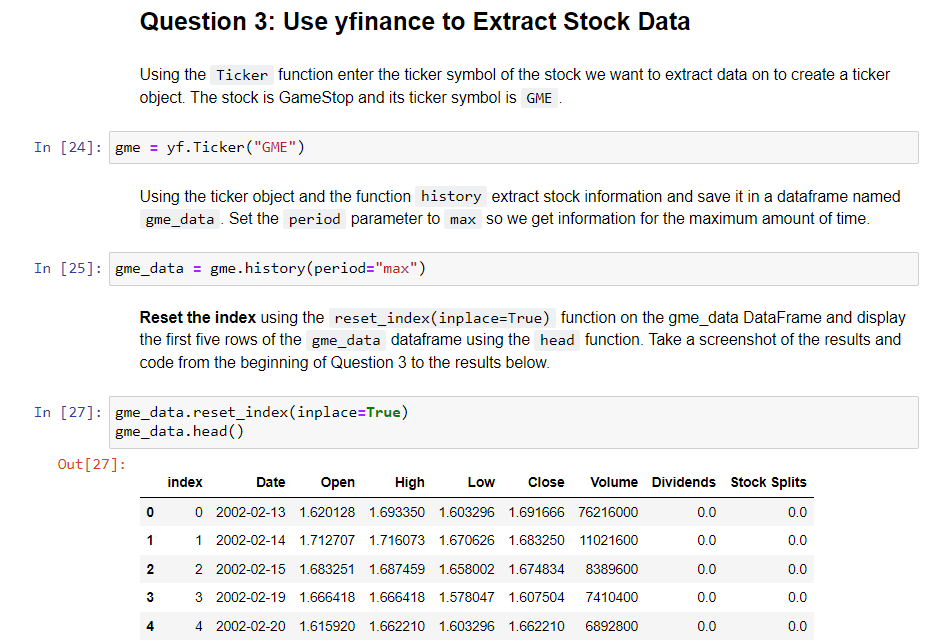 Question 3: Use yfinance to Extract Stock Data
Using the Ticker function enter the ticker symbol of the stock we want to extract data on to create a ticker
object. The stock is GameStop and its ticker symbol is GME .
In [24]: gme = yf.Ticker("GME")
Using the ticker object and the function history extract stock information and save it in a dataframe named
gme_data . Set the period parameter to max so we get information for the maximum amount of time.
In [25]: gme_data = gme.history(period="max")
Reset the index using the reset_index(inplace=True) function on the gme_data DataFrame and display
the first five rows of the gme_data dataframe using the head function. Take a screenshot of the results and
code from the beginning of Question 3 to the results below.
In [27]: gme_data.reset_index(inplace=True)
gme_data.head()
Out[27]:
index Date Open High Low Close Volume Dividends Stock Splits
0 0 2002-02-13 1.620128 1.693350 1.603296 1.691666 76216000 0.0 0.0
1 1 2002-02-14 1.712707 1.716073 1.670626 1.683250 11021600 0.0 0.0
2 2 2002-02-15 1.683251 1.687459 1.658002 1.674834 8389600 0.0 0.0
3 3 2002-02-19 1.666418 1.666418 1.578047 1.607504 7410400 0.0 0.0
4 4 2002-02-20 1.615920 1.662210 1.603296 1.662210 6892800 0.0 0.0